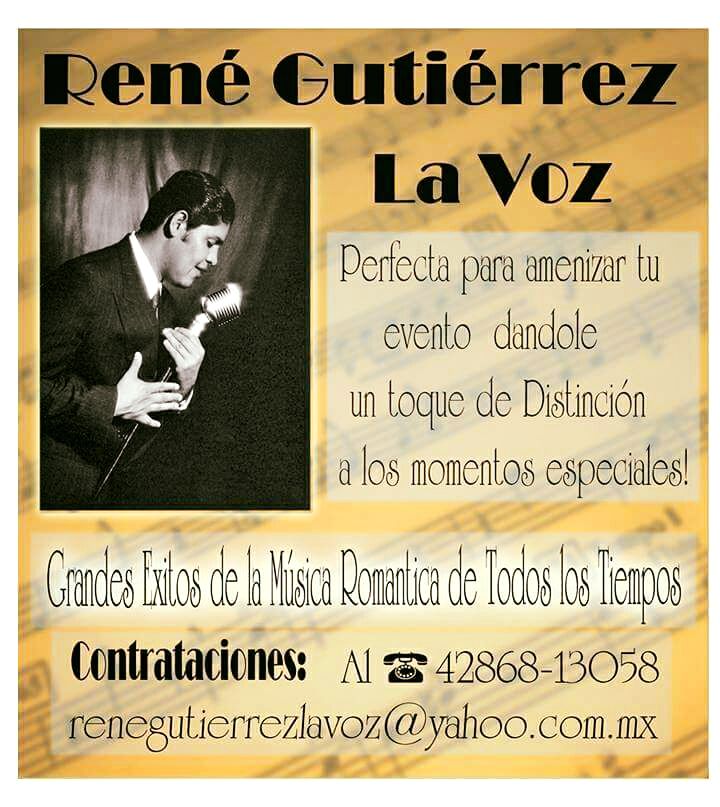 René Gutiérrez
La Voz
Perfecta para amenizar tu
evento dandole
un toque de Distinción
a los momentos especiales!
Grandes Exitos de la Música Romantica de Todos los Tiempos
Contrataciones: Al ☎ 42868-13058
renegutierrezlavoz@yahoo.com.mx